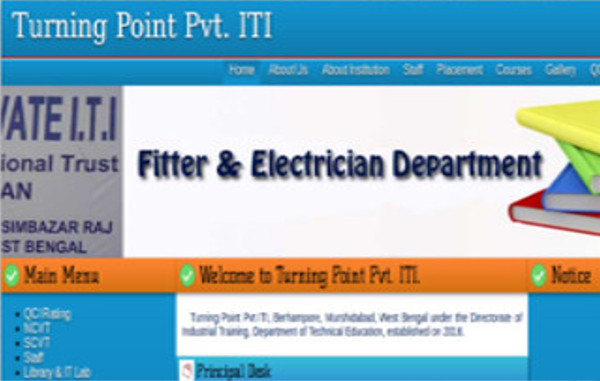 Turning Point Pvt. ITI
Home About Us About Institution Staff Placement Courses Gallery
VATE I.T.I
ional Trust
AN
SIMBAZAR RAJ
ST BENGAL
Fitter & Electrician Department
Main Menu
QCI Rating
NCVT
SCVT
Staff
Library & IT Lab
Welcome to Turning Point Pvt. ITI.
Turning Point Pvt ITI, Berhampore, Murshidabad, West Bengal under the Directorate of
Industrial Training, Department of Technical Education, established on
Principal Desk
Notice